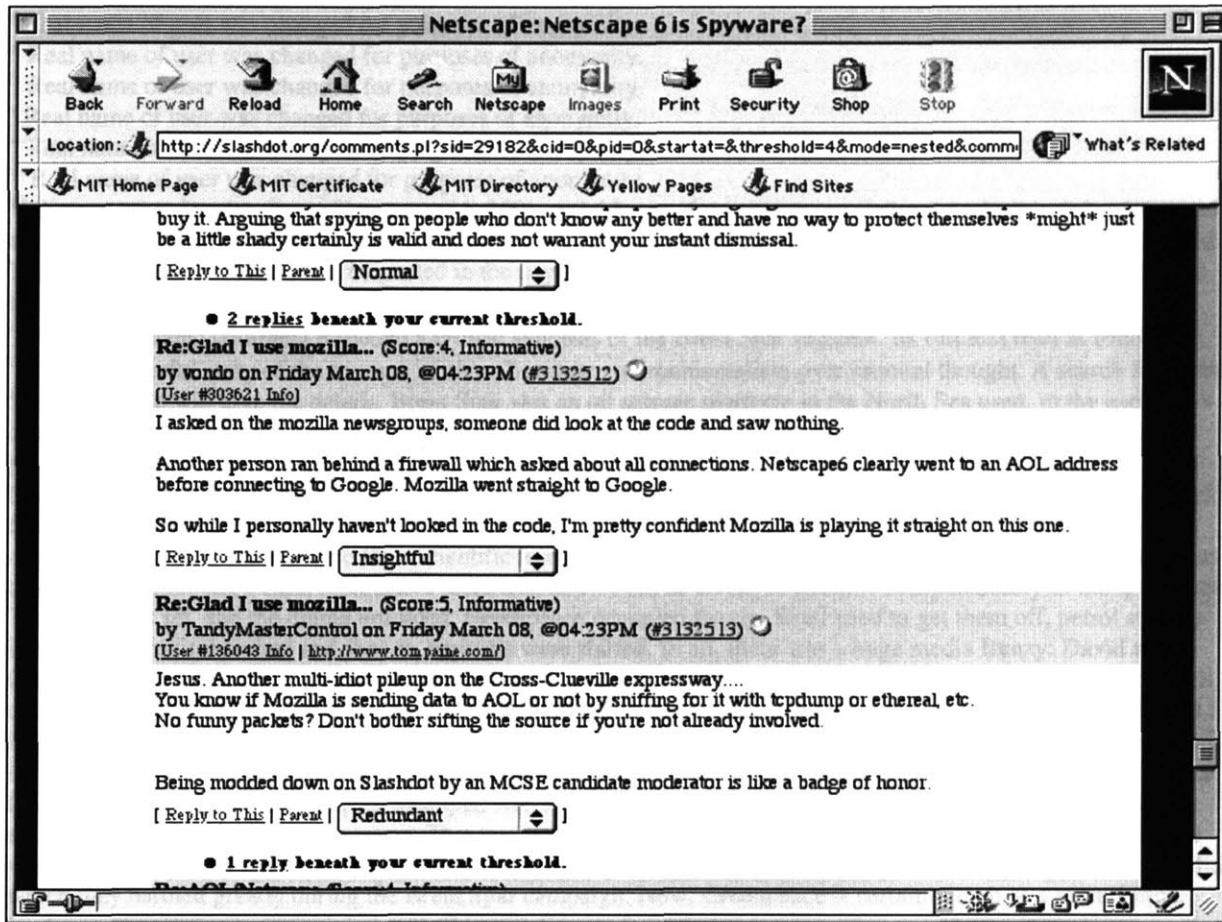 Netscape: Netscape 6 is Spyware?
Back Forward Reload Home Search Netscape Images Print Security Shop Stop
My
N
Location: http://slashdot.org/comments.pl?sid=29182&cid=0&pid=0&startat=&threshold=4&mode=nested&comm What's Related
MIT Home Page MIT Certificate MIT Directory Yellow Pages Find Sites
buy it. Arguing that spying on people who don't know any better and have no way to protect themselves *might* just
be a little shady certainly is valid and does not warrant your instant dismissal.
[ Reply to This | Parent | Normal ]
2 replies beneath your current threshold.
Re:Glad I use mozilla... (Score:4, Informative)
by vondo on Friday March 08, @04:23PM (#3132512)
(User #303621 Info)
I asked on the mozilla newsgroups, someone did look at the code and saw nothing.
Another person ran behind a firewall which asked about all connections. Netscape6 clearly went to an AOL address
before connecting to Google. Mozilla went straight to Google.
So while I personally haven't looked in the code, I'm pretty confident Mozilla is playing it straight on this one.
[ Reply to This | Parent | Insightful ]
Re:Glad I use mozilla... (Score:5, Informative)
by TandyMasterControl on Friday March 08, @04:23PM (#3132513)
(User #136043 Info | http://www.tompaine.com/)
Jesus. Another multi-idiot pileup on the Cross-Clueville expressway....
You know if Mozilla is sending data to AOL or not by sniffing for it with tcpdump or ethereal, etc.
No funny packets? Don't bother sifting the source if you're not already involved.
Being modded down on Slashdot by an MCSE candidate moderator is like a badge of honor.
[ Reply to This | Parent | Redundant ]
1 reply beneath your current threshold.